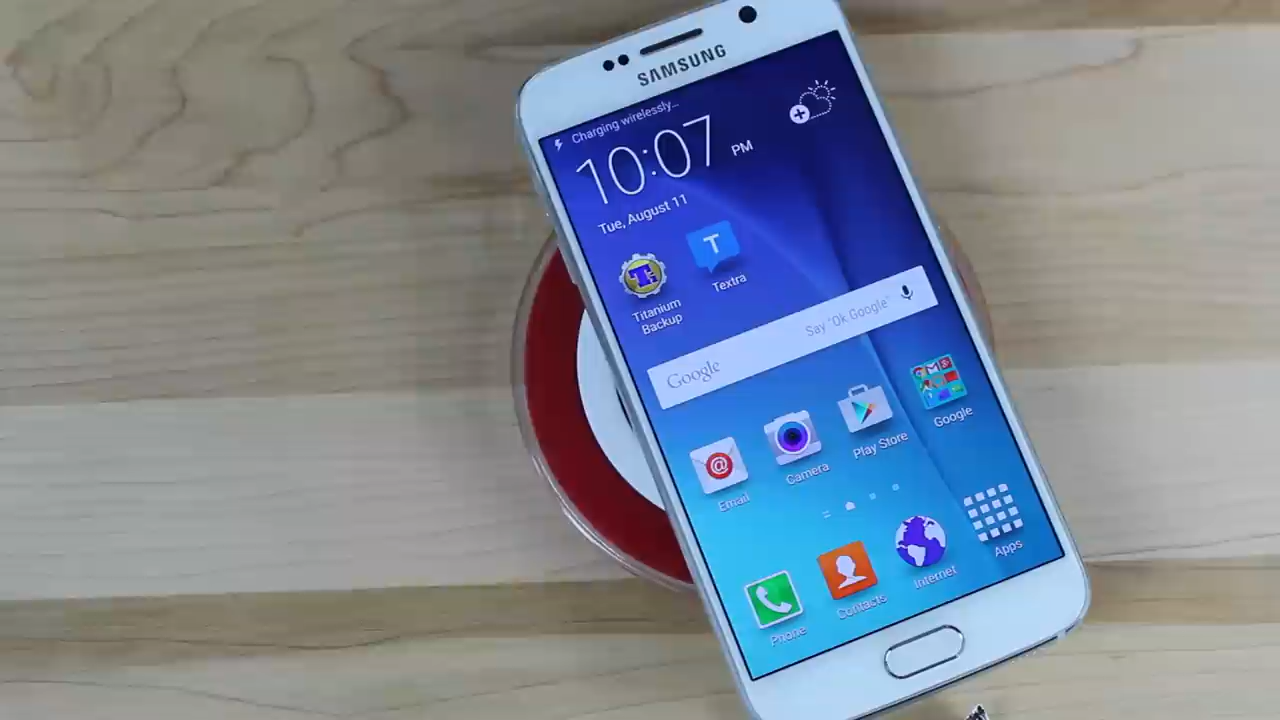 SAMSUNG
Charging wirelessly...
10:07 PM
Tue, August 11
T
Titanium
Backup
T
Textra
Google
Say "Ok Google"
@
Email
Camera
Play Store
Google
Phone
Contacts
Internet
Apps